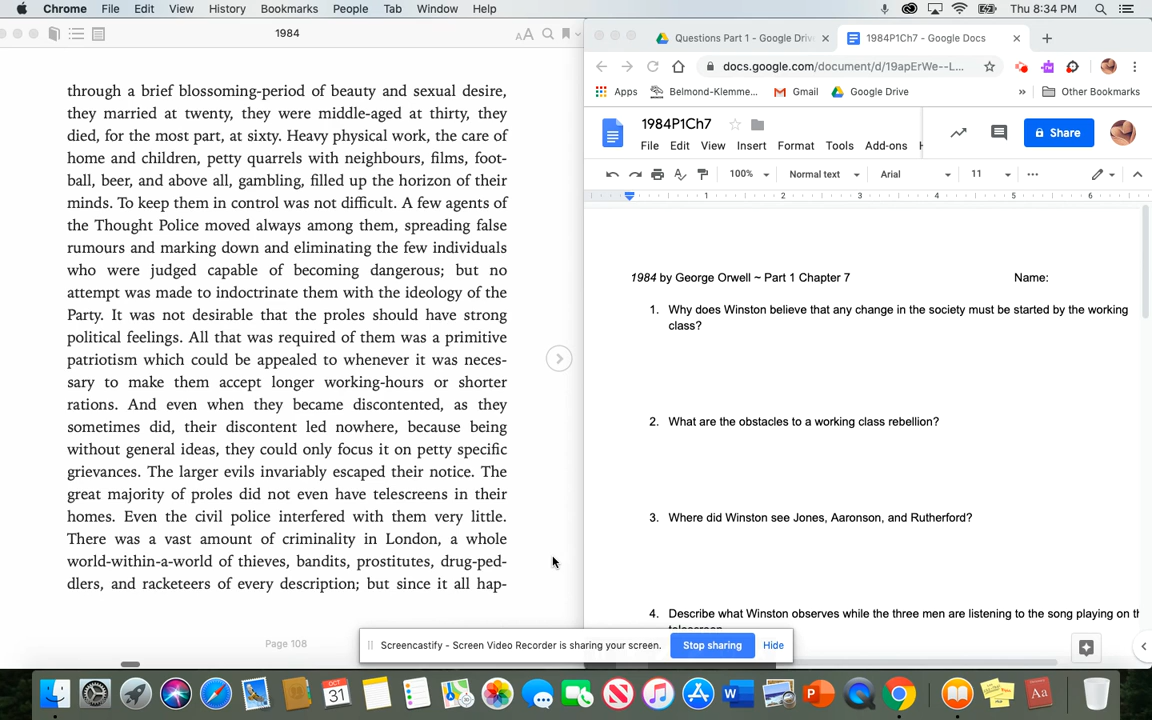 Chrome File Edit View History Bookmarks People Tab Window Help Thu 8:34 PM
1984
AA
through a brief blossoming-period of beauty and sexual desire,
they married at twenty, they were middle-aged at thirty, they
died, for the most part, at sixty. Heavy physical work, the care of
home and children, petty quarrels with neighbours, films, foot-
ball, beer, and above all, gambling, filled up the horizon of their
minds. To keep them in control was not difficult. A few agents of
the Thought Police moved always among them, spreading false
rumours and marking down and eliminating the few individuals
who were judged capable of becoming dangerous; but no
attempt was made to indoctrinate them with the ideology of the
Party. It was not desirable that the proles should have strong
political feelings. All that was required of them was a primitive
patriotism which could be appealed to whenever it was neces-
sary to make them accept longer working-hours or shorter
rations. And even when they became discontented, as they
sometimes did, their discontent led nowhere, because being
without general ideas, they could only focus it on petty specific
grievances. The larger evils invariably escaped their notice. The
great majority of proles did not even have telescreens in their
homes. Even the civil police interfered with them very little.
There was a vast amount of criminality in London, a whole
world-within-a-world of thieves, bandits, prostitutes, drug-ped-
dlers, and racketeers of every description; but since it all hap-
Page 108
Questions Part 1 - Google Driv
1984P1Ch7 - Google Docs
docs.google.com/document/d/19apErWe--L...
Apps Belmond-Klemme... Gmail Google Drive » Other Bookmarks
1984P1Ch7
File Edit View Insert Format Tools Add-ons
Share
100% Normal text Arial 11
1 2 3 4 5 6
1984 by George Orwell ~ Part 1 Chapter 7 Name:
1. Why does Winston believe that any change in the society must be started by the working
class?
2. What are the obstacles to a working class rebellion?
3. Where did Winston see Jones, Aaronson, and Rutherford?
4. Describe what Winston observes while the three men are listening to the song playing on th
Screencastify - Screen Video Recorder is sharing your screen. Stop sharing Hide
OCT
31
Aa